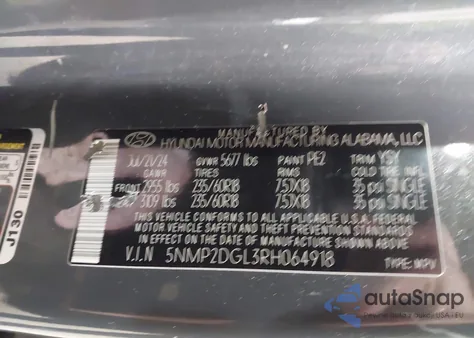 MANUFACTURED BY
HYUNDAI MOTOR MANUFACTURING ALABAMA, LLC
GVWR 5677 lbs PAINT PE2 TRIM YSY
GAWR TIRES RIMS COLD TIRE INFL.
FRONT 2955 lbs 235/60R18 7.5JX18 35 psi SINGLE
3109 lbs 235/60R18 7.5JX18 35 psi SINGLE
THIS VEHICLE CONFORMS TO ALL APPLICABLE U.S. FEDERAL
MOTOR VEHICLE SAFETY AND THEFT PREVENTION STANDARDS
IN EFFECT ON THE DATE OF MANUFACTURE SHOWN ABOVE.
V.I.N 5NMP2DGL3RH064918 TYPE: MPV
J130
autoSnap